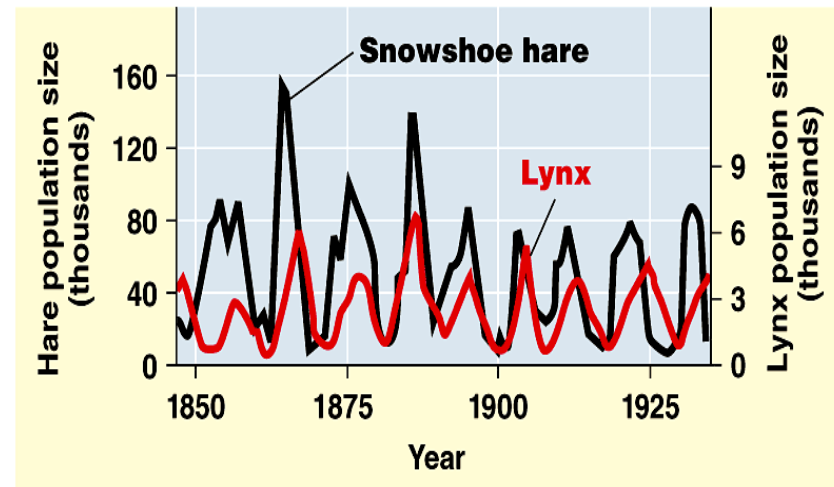 Snowshoe hare
Lynx
Hare population size
(thousands)
160
120
80
40
0
Lynx population size
(thousands)
9
6
3
0
1850
1875
1900
1925
Year